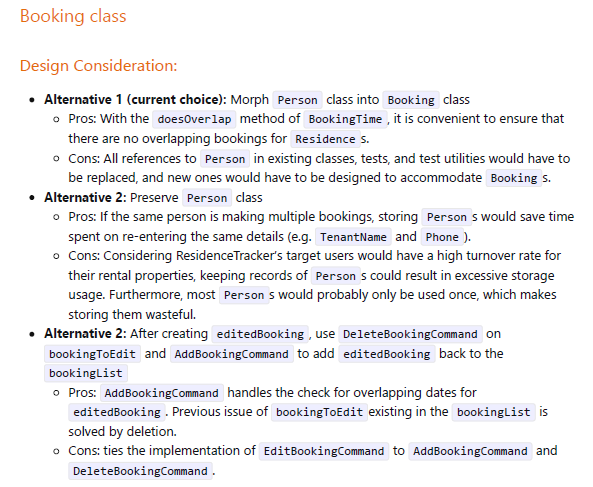 Booking class
Design Consideration:
• Alternative 1 (current choice): Morph Person class into Booking class
◦ Pros: With the doesOverlap method of BookingTime , it is convenient to ensure that
there are no overlapping bookings for Residence s.
◦ Cons: All references to Person in existing classes, tests, and test utilities would have to
be replaced, and new ones would have to be designed to accommodate Booking s.
• Alternative 2: Preserve Person class
◦ Pros: If the same person is making multiple bookings, storing Person s would save time
spent on re-entering the same details (e.g. TenantName and Phone ).
◦ Cons: Considering ResidenceTracker's target users would have a high turnover rate for
their rental properties, keeping records of Person s could result in excessive storage
usage. Furthermore, most Person s would probably only be used once, which makes
storing them wasteful.
• Alternative 2: After creating editedBooking , use DeleteBookingCommand on
bookingToEdit and AddBookingCommand to add editedBooking back to the
bookingList
◦ Pros: AddBookingCommand handles the check for overlapping dates for
editedBooking . Previous issue of bookingToEdit existing in the bookingList is
solved by deletion.
◦ Cons: ties the implementation of EditBookingCommand to AddBookingCommand and
DeleteBookingCommand .